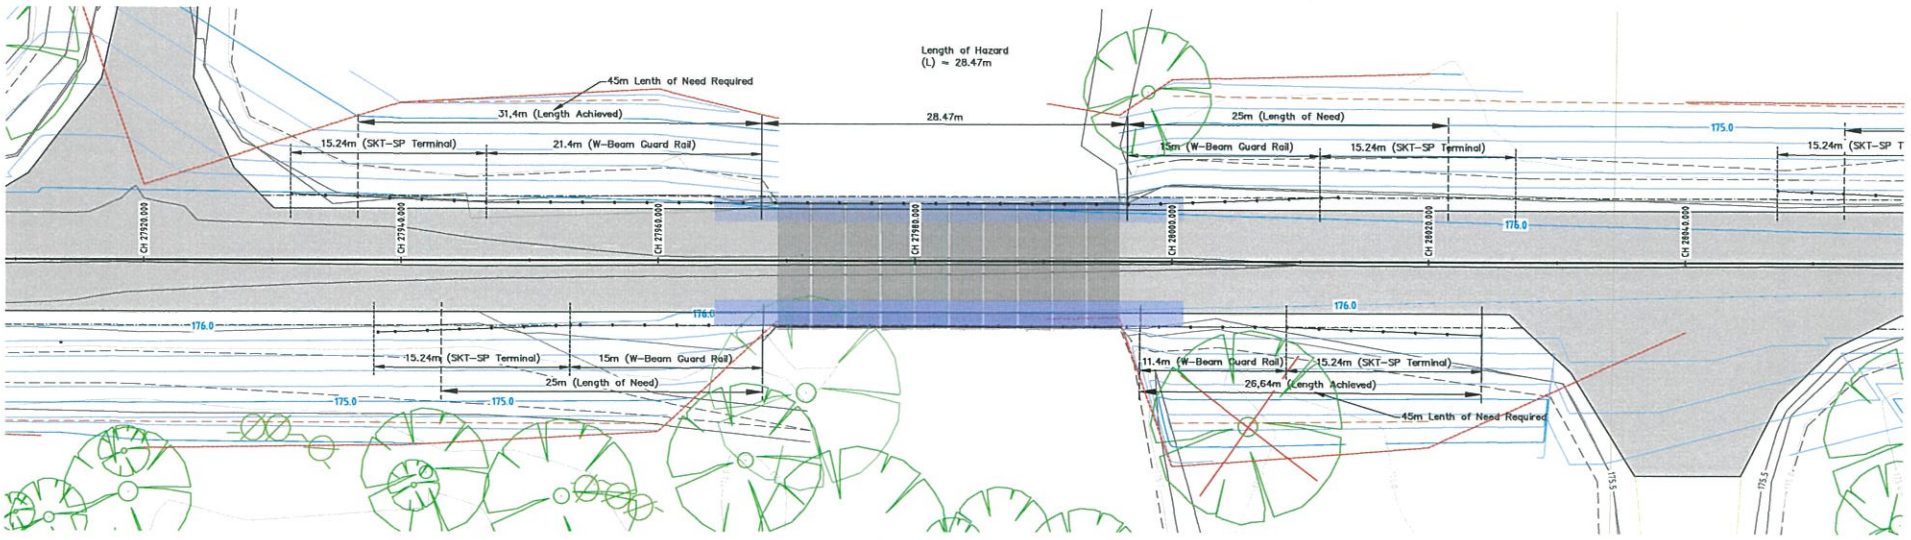 Length of Hazard
(L) = 28.47m
45m Lenth of Need Required
31.4m (Length Achieved)
28.47m
25m (Length of Need)
175.0
15.24m (SKT-SP Terminal)
21.4m (W-Beam Guard Rail)
15m (W-Beam Guard Rail)
15.24m (SKT-SP Terminal)
15.24m (SKT-SP T
CH 27920.000
CH 27940.000
CH 27960.000
CH 27980.000
CH 28000.000
CH 28020.000
CH 28040.000
176.0
176.0
176.0
176.0
15.24m (SKT-SP Terminal)
15m (W-Beam Guard Rail)
11.4m (W-Beam Guard Rail)
15.24m (SKT-SP Terminal)
25m (Length of Need)
26,64m (Length Achieved)
175.0
175.0
45m Lenth of Need Required
175.5
175.5